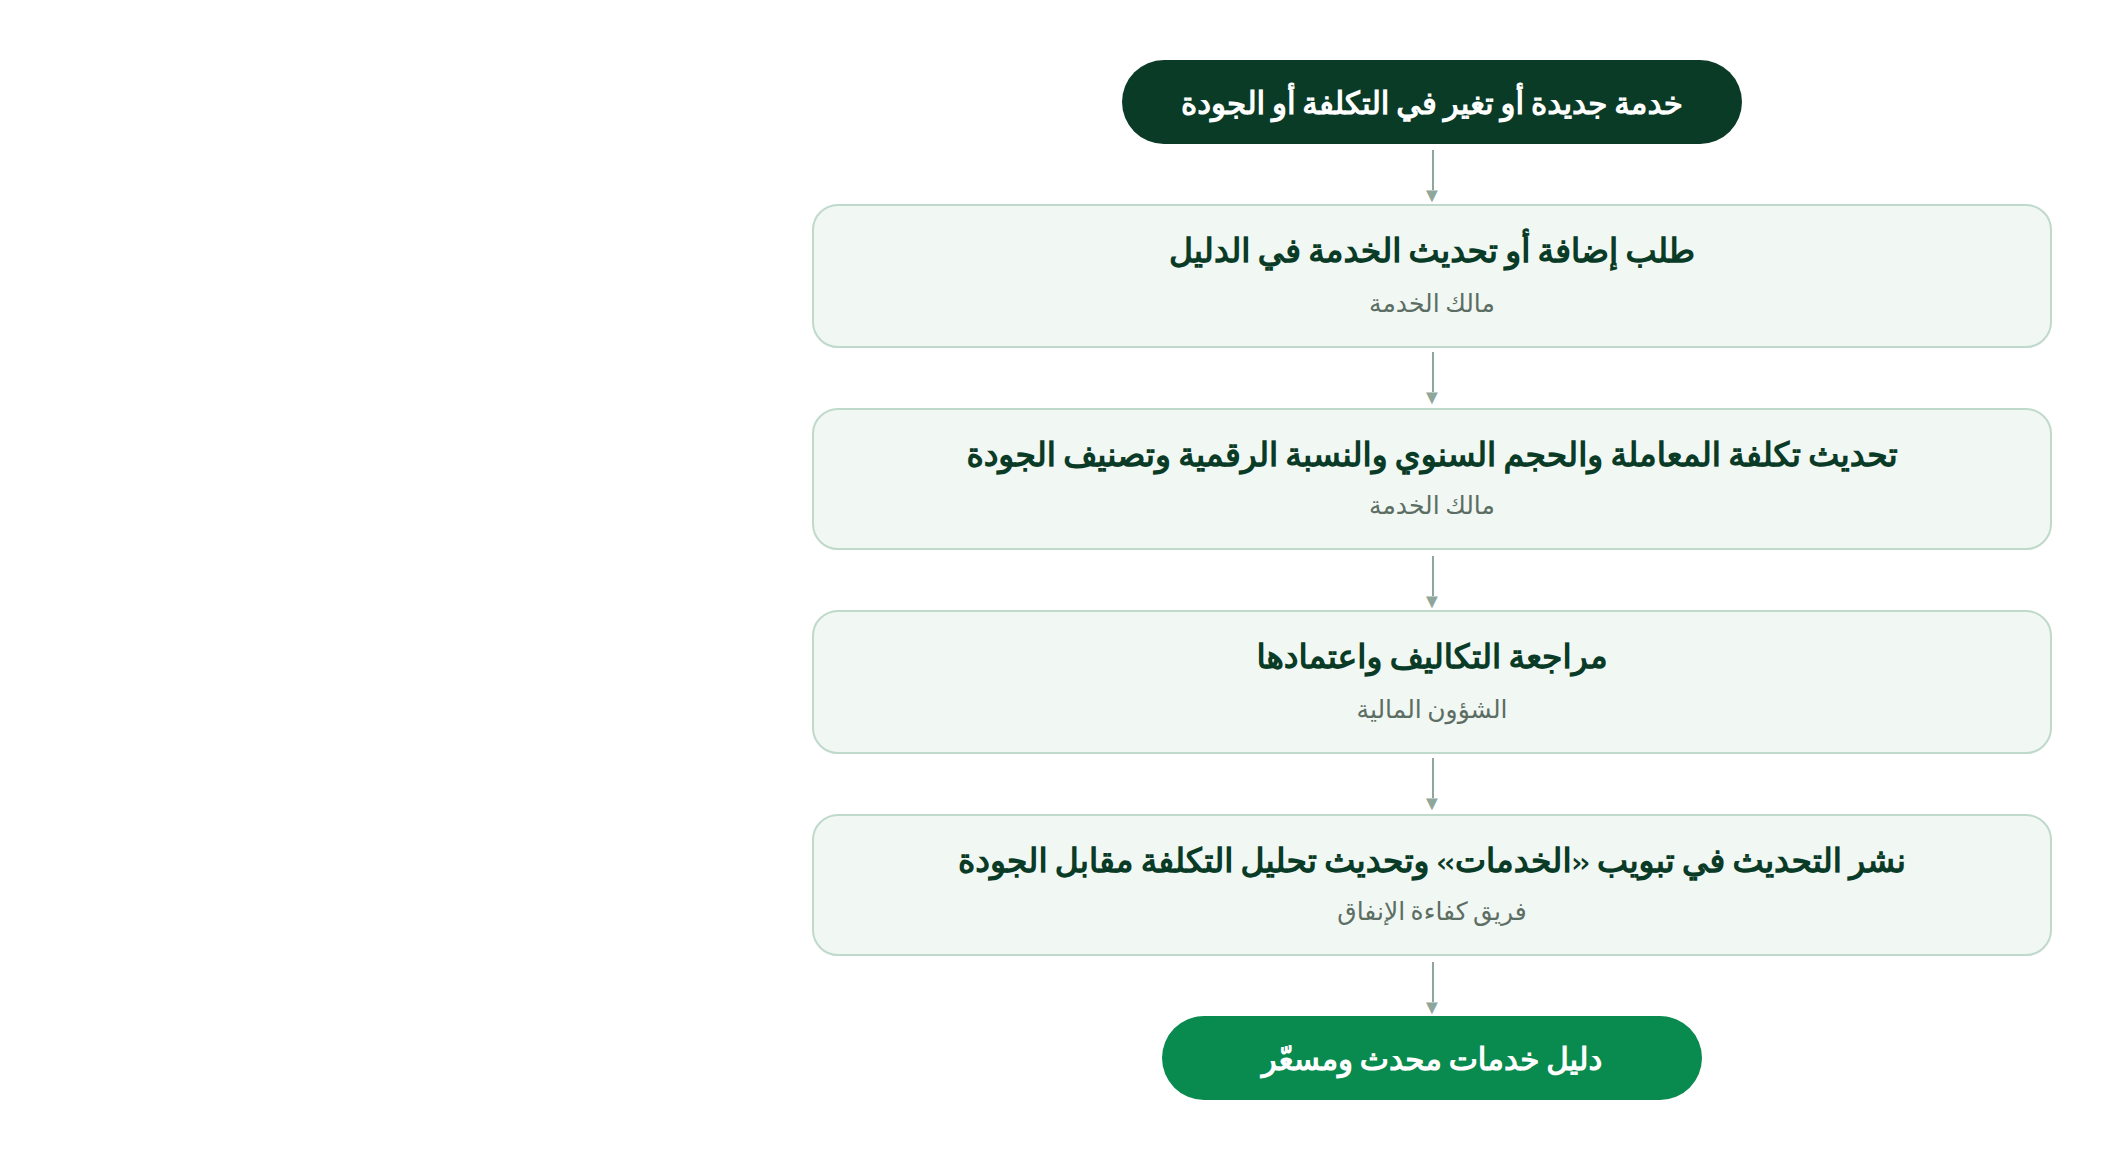 خدمة جديدة أو تغير في التكلفة أو الجودة
طلب إضافة أو تحديث الخدمة في الدليل
مالك الخدمة
تحديث تكلفة المعاملة والحجم السنوي والنسبة الرقمية وتصنيف الجودة
مالك الخدمة
مراجعة التكاليف واعتمادها
الشؤون المالية
نشر التحديث في تبويب «الخدمات» وتحديث تحليل التكلفة مقابل الجودة
فريق كفاءة الإنفاق
دليل خدمات محدث ومسعّر